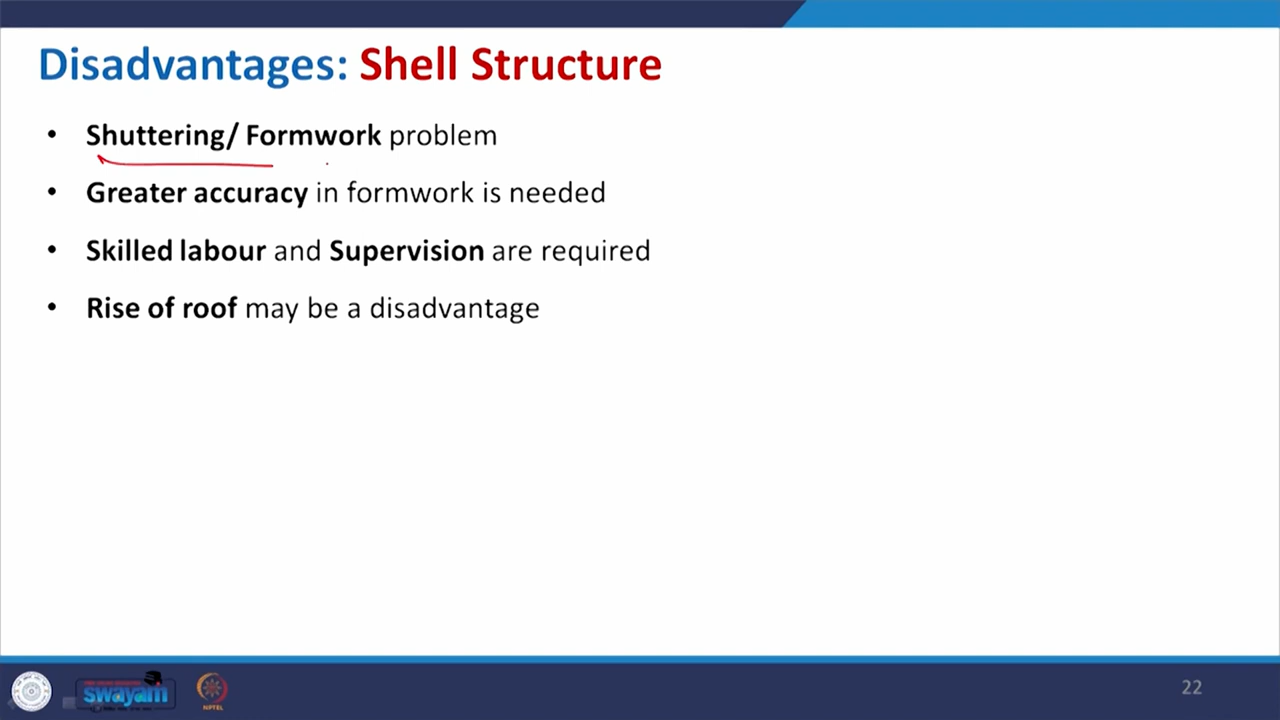 Disadvantages: Shell Structure
• Shuttering/ Formwork problem
• Greater accuracy in formwork is needed
• Skilled labour and Supervision are required
• Rise of roof may be a disadvantage
swayam
NPTEL
22